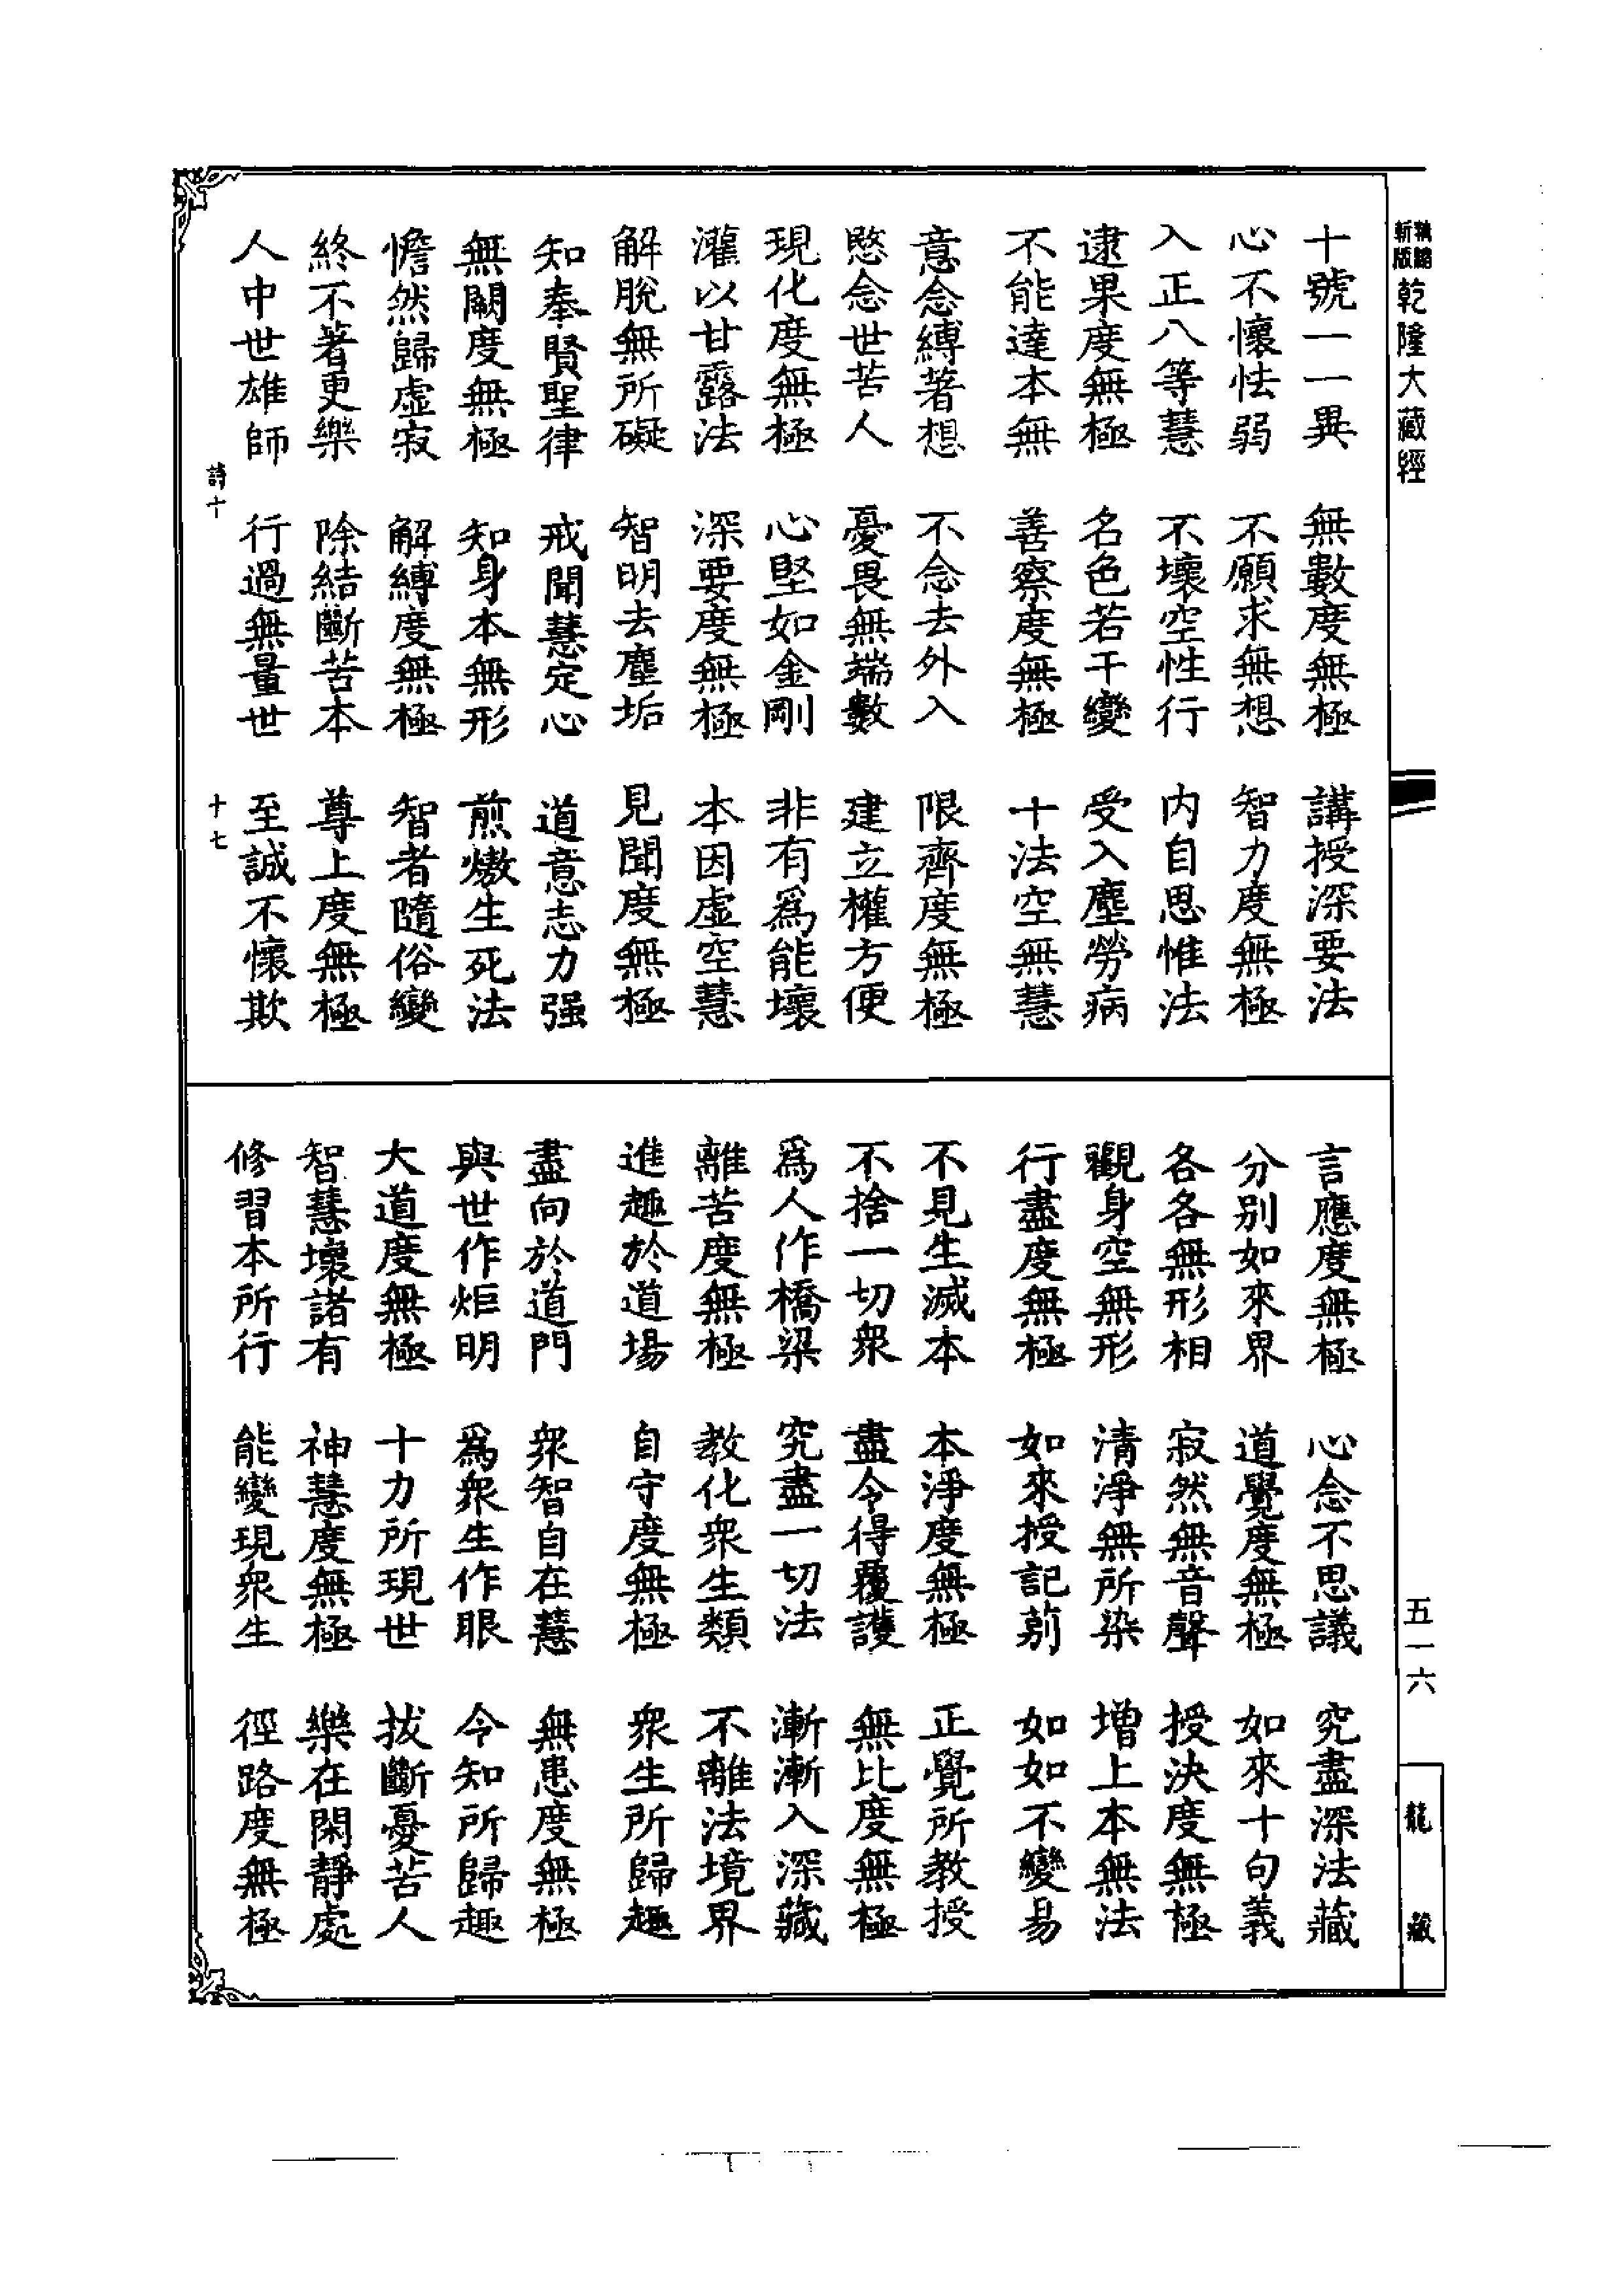 新版
乾隆大藏經
十號一一異 無數度無極 講授深要法
心不懷怯弱 不願求無想 智力度無極
入正八等慧 不壞空性行 內自思惟法
逮果度無極 名色若干變 受入塵勞病
不能達本無 善察度無極 十法空無慧
意念縛著想 不念去外入 限齊度無極
愍念世苦人 憂畏無端數 建立權方便
現化度無極 心堅如金剛 非有爲能壞
灌以甘露法 深要度無極 本因虛空慧
解脫無所礙 智明去塵垢 見聞度無極
知奉賢聖律 戒聞慧定心 道意志力强
無闕度無極 知身本無形 煎熬生死法
憺然歸虛寂 解縛度無極 智者隨俗變
終不著更樂 除結斷苦本 尊上度無極
人中世雄師 行過無量世 至誠不懷欺
詩十 十七
言應度無極 心念不思議 究盡深法藏
分別如來界 道覺度無極 如來十句義
各各無形相 寂然無音聲 授決度無極
觀身空無形 清淨無所染 增上本無法
行盡度無極 如來授記莂 如如不變易
不見生滅本 本淨度無極 正覺所教授
不捨一切衆 盡令得覆護 無比度無極
爲人作橋梁 究盡一切法 漸漸入深藏
離苦度無極 教化衆生類 不離法境界
進趣於道場 自守度無極 衆生所歸趣
盡向於道門 衆智自在慧 無患度無極
與世作炬明 爲衆生作眼 令知所歸趣
大道度無極 十力所現世 拔斷憂苦人
智慧壞諸有 神慧度無極 樂在閑靜處
修習本所行 能變現衆生 徑路度無極
五一六
龍藏